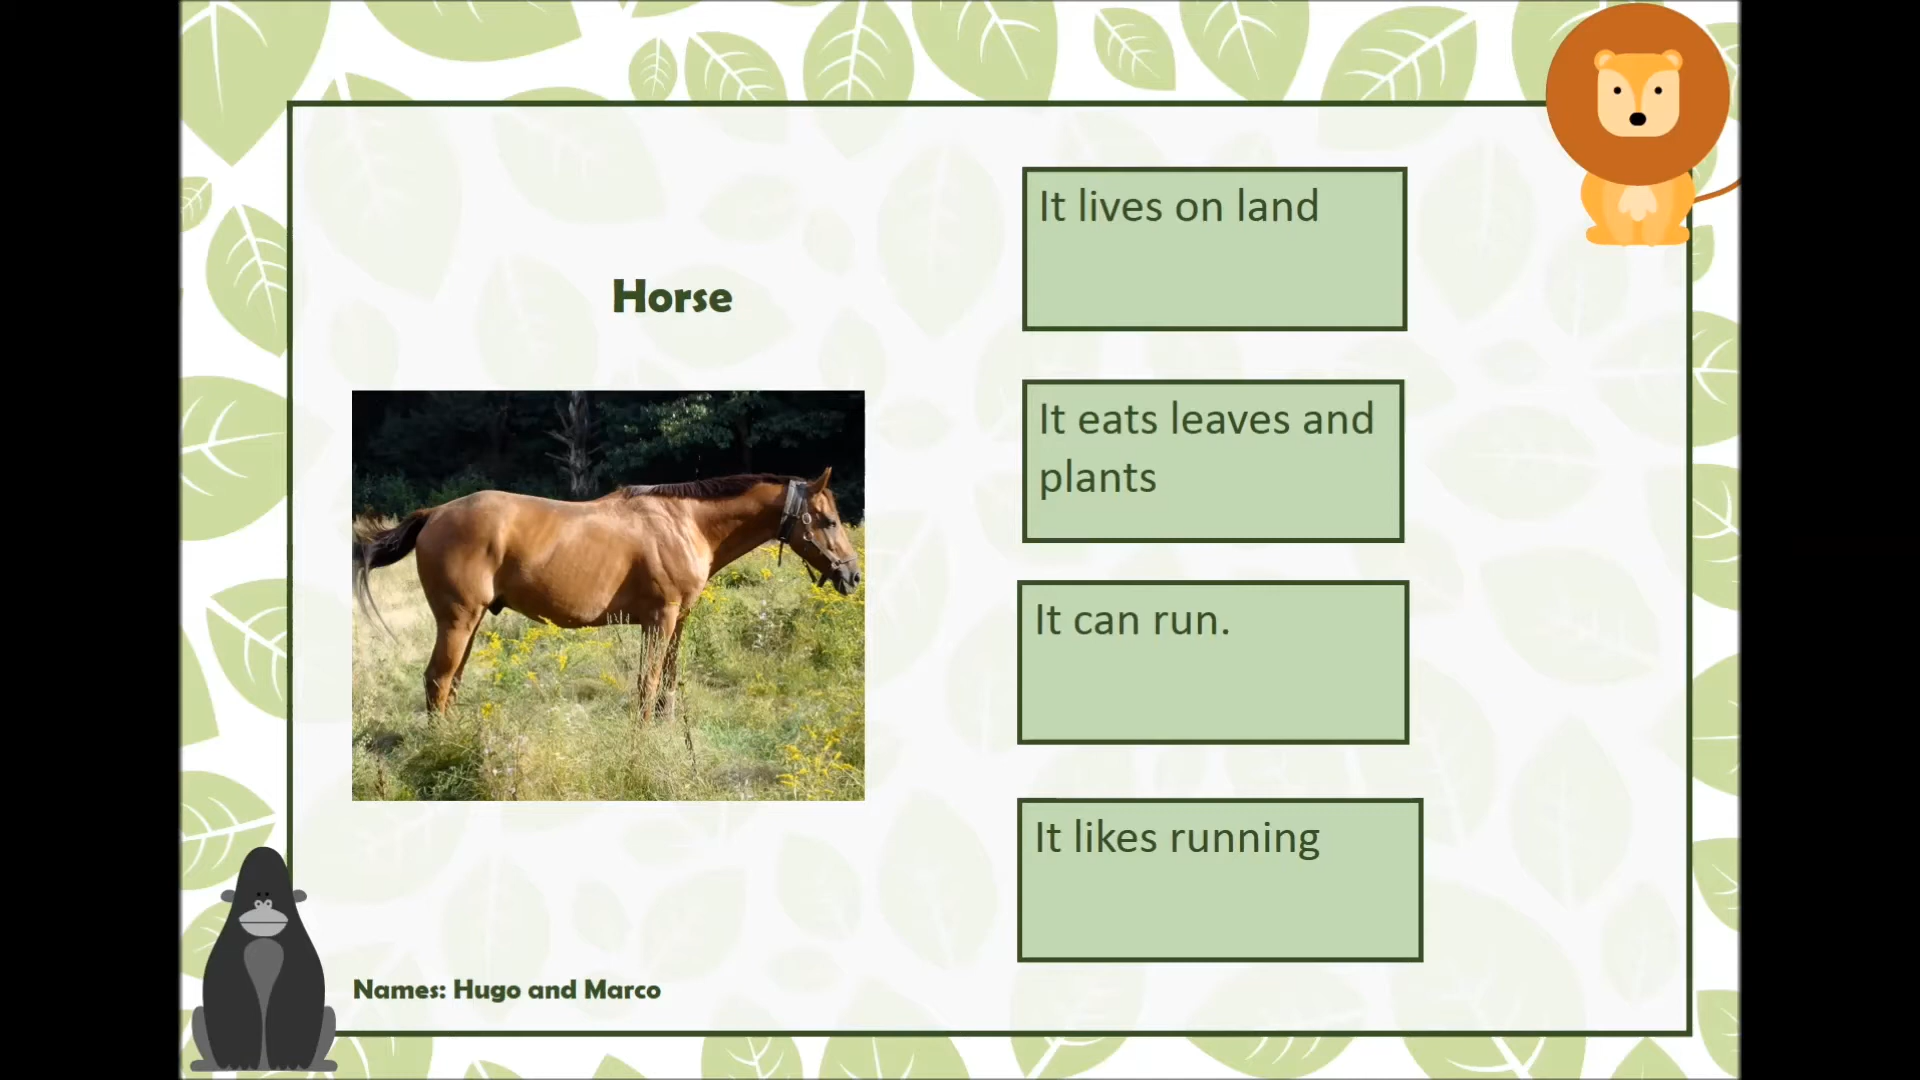 Horse
It lives on land
It eats leaves and
plants
It can run.
It likes running
Names: Hugo and Marco